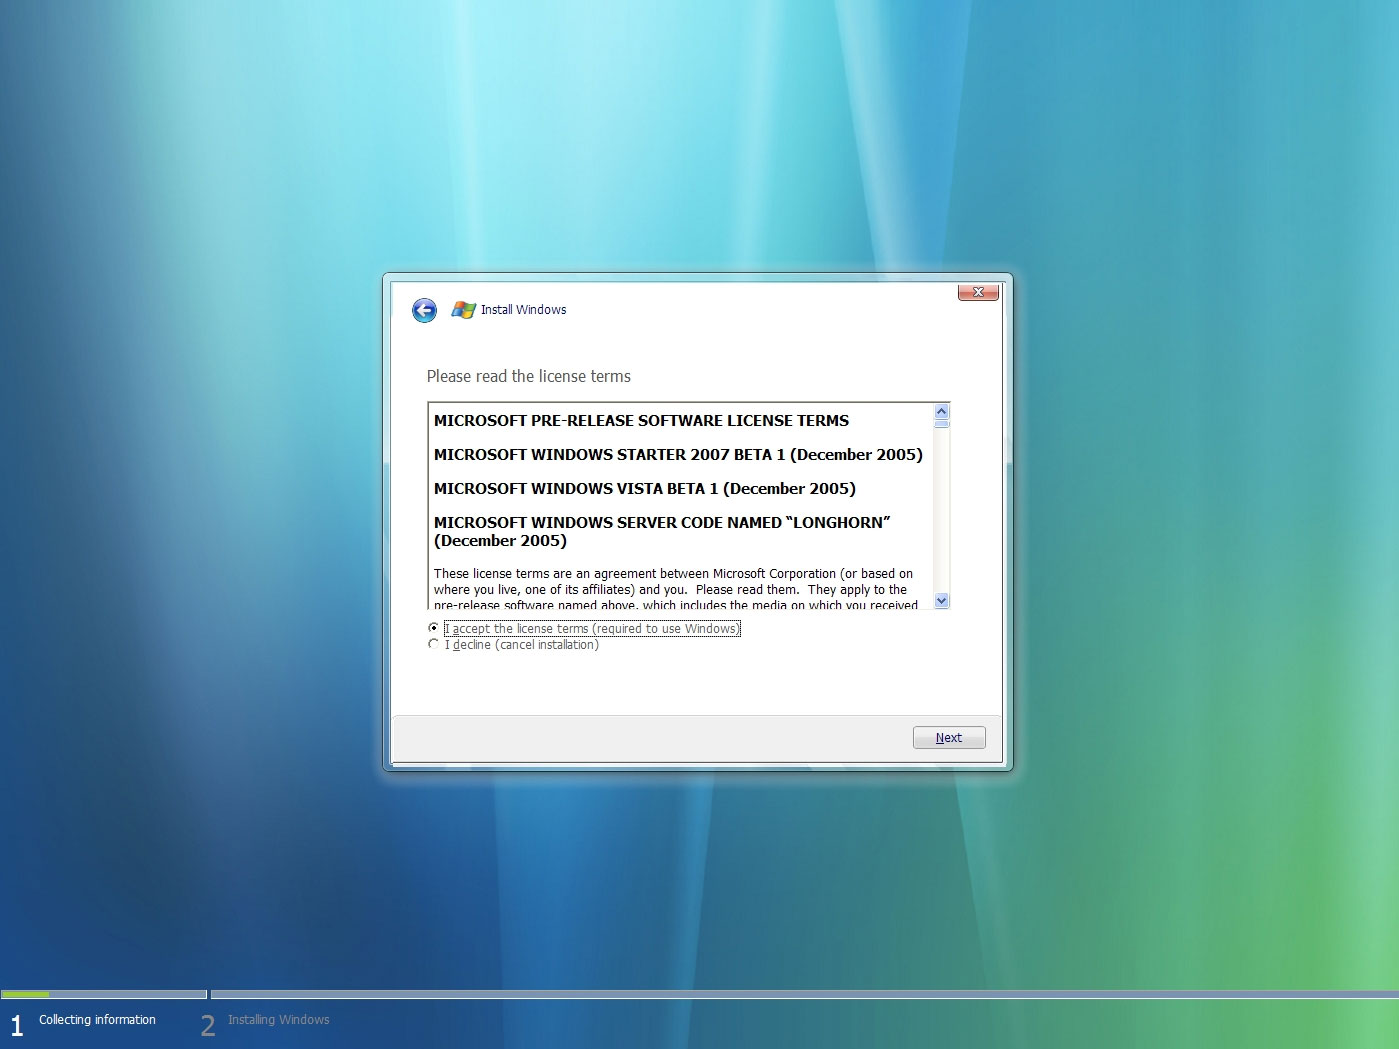 Install Windows
Please read the license terms
MICROSOFT PRE-RELEASE SOFTWARE LICENSE TERMS
MICROSOFT WINDOWS STARTER 2007 BETA 1 (December 2005)
MICROSOFT WINDOWS VISTA BETA 1 (December 2005)
MICROSOFT WINDOWS SERVER CODE NAMED “LONGHORN”
(December 2005)
These license terms are an agreement between Microsoft Corporation (or based on
where you live, one of its affiliates) and you.  Please read them.  They apply to the
pre-release software named above, which includes the media on which you received
I accept the license terms (required to use Windows)
I decline (cancel installation)
Next
1 Collecting information
2 Installing Windows